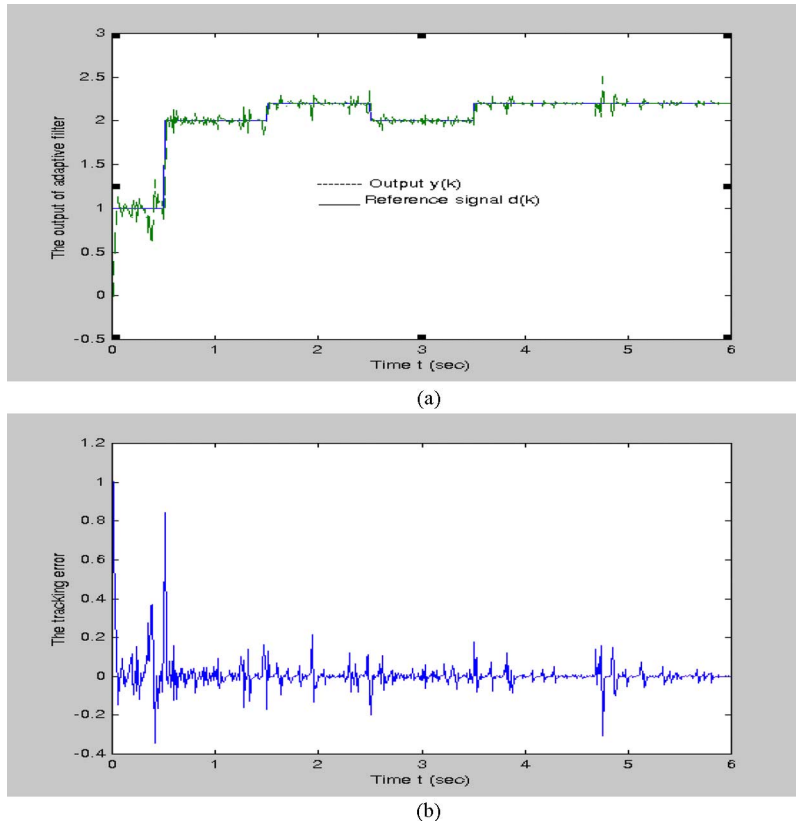 The output of adaptive filter
3
2.5
2
1.5
1
0.5
0
-0.5
Output y(k)
Reference signal d(k)
0 1 2 3 4 5 6
Time t (sec)
(a)
The tracking error
1.2
1
0.8
0.6
0.4
0.2
0
-0.2
-0.4
0 1 2 3 4 5 6
Time t (sec)
(b)